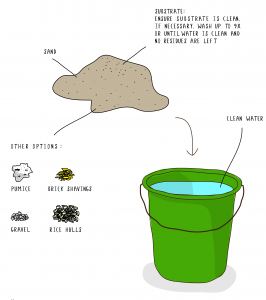 SUBSTRATE:
ENSURE SUBSTRATE IS CLEAN.
IF NECESSARY, WASH UP TO 9X
OR UNTIL WATER IS CLEAN AND
NO RESIDUES ARE LEFT
SAND
CLEAN WATER
OTHER OPTIONS:
PUMICE
BRICK SHAVINGS
GRAVEL
RICE HULLS